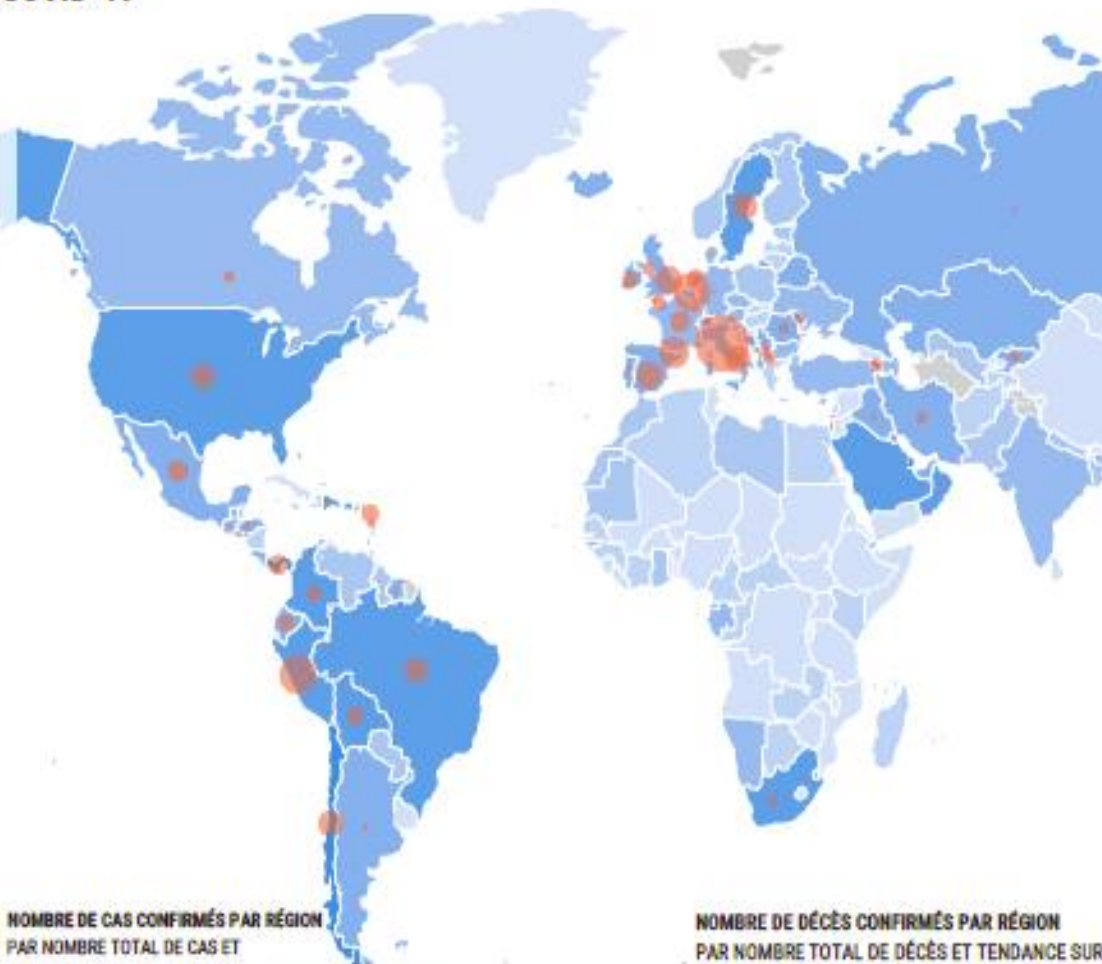 NOMBRE DE CAS CONFIRMÉS PAR RÉGION
PAR NOMBRE TOTAL DE CAS ET
NOMBRE DE DÉCÈS CONFIRMÉS PAR RÉGION
PAR NOMBRE TOTAL DE DÉCÈS ET TENDANCE SUR